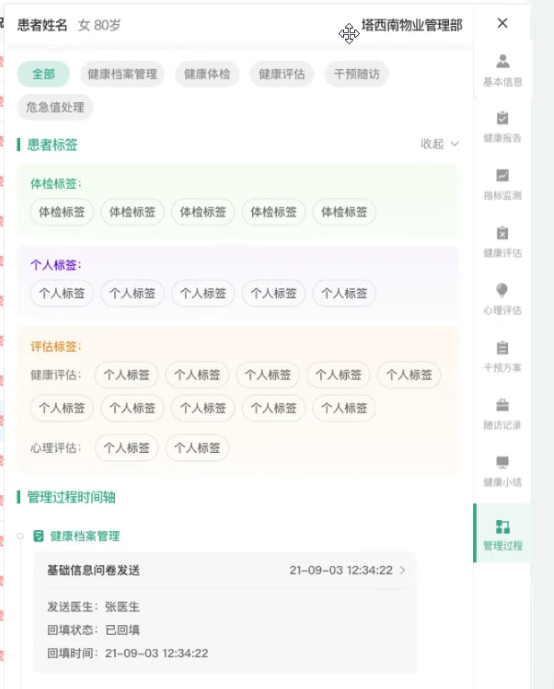 患者姓名 女 80岁 塔西南物业管理部
全部 健康档案管理 健康体检 健康评估 干预随访
危急值处理
患者标签 收起
体检标签：
体检标签 体检标签 体检标签 体检标签 体检标签
个人标签：
个人标签 个人标签 个人标签 个人标签 个人标签
评估标签：
健康评估： 个人标签 个人标签 个人标签 个人标签 个人标签
个人标签 个人标签 个人标签 个人标签 个人标签
心理评估： 个人标签 个人标签
管理过程时间轴
健康档案管理
基础信息问卷发送 21-09-03 12:34:22
发送医生：张医生
回填状态：已回填
回填时间：21-09-03 12:34:22
基本信息
健康报告
指标监测
健康评估
心理评估
干预方案
随访记录
健康小结
管理过程